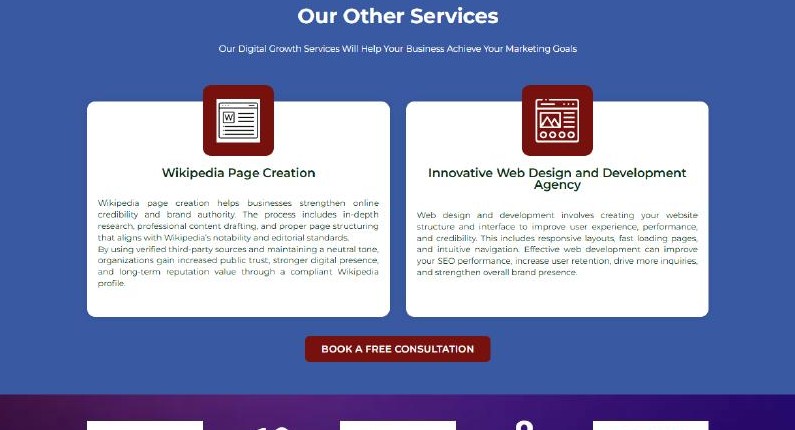 Our Other Services
Our Digital Growth Services Will Help Your Business Achieve Your Marketing Goals
W
Wikipedia Page Creation
Wikipedia page creation helps businesses strengthen online
credibility and brand authority. The process includes in-depth
research, professional content drafting, and proper page structuring
that aligns with Wikipedia's notability and editorial standards.
By using verified third-party sources and maintaining a neutral tone,
organizations gain increased public trust, stronger digital presence,
and long-term reputation value through a compliant Wikipedia
profile.
Innovative Web Design and Development
Agency
Web design and development involves creating your website
structure and interface to improve user experience, performance,
and credibility. This includes responsive layouts, fast loading pages,
and intuitive navigation. Effective web development can improve
your SEO performance, increase user retention, drive more inquiries,
and strengthen overall brand presence.
BOOK A FREE CONSULTATION